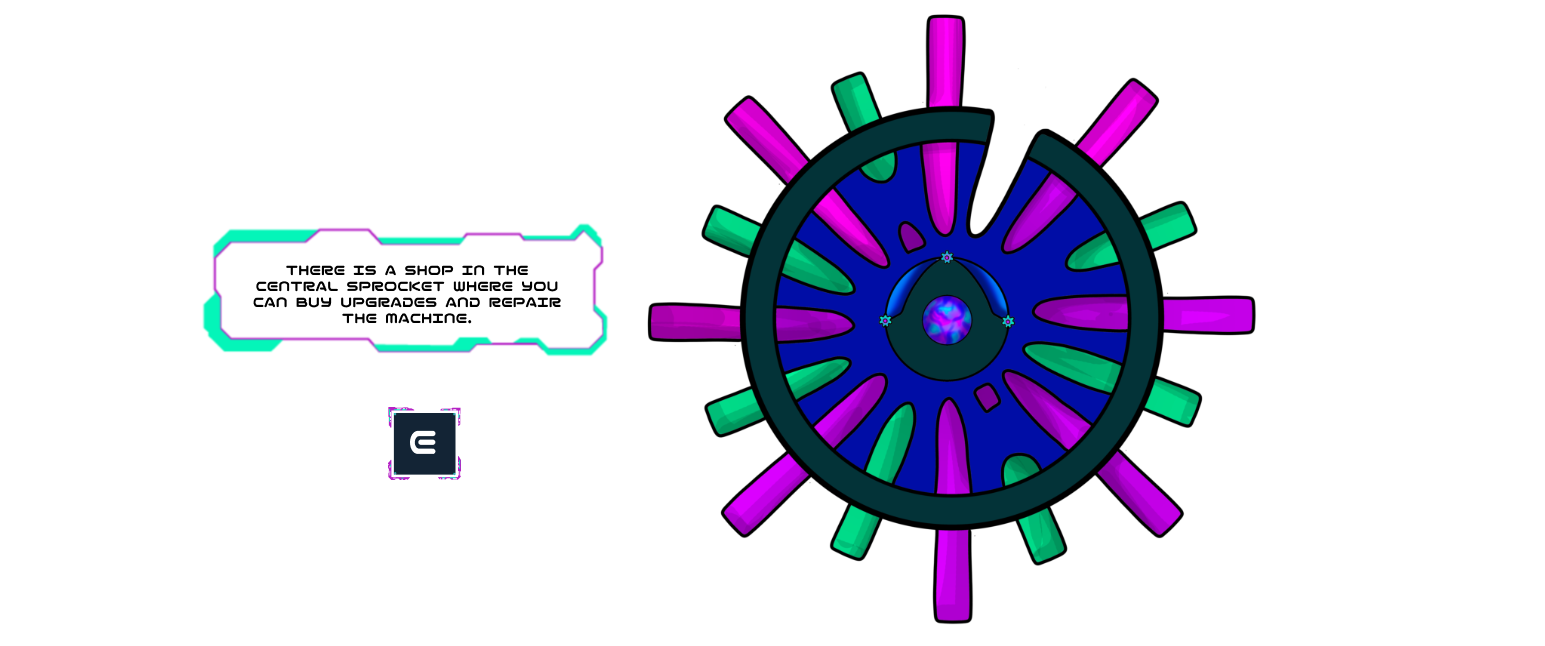 THERE IS A SHOP IN THE
CENTRAL SPROCKET WHERE YOU
CAN BUY UPGRADES AND REPAIR
THE MACHINE.
E